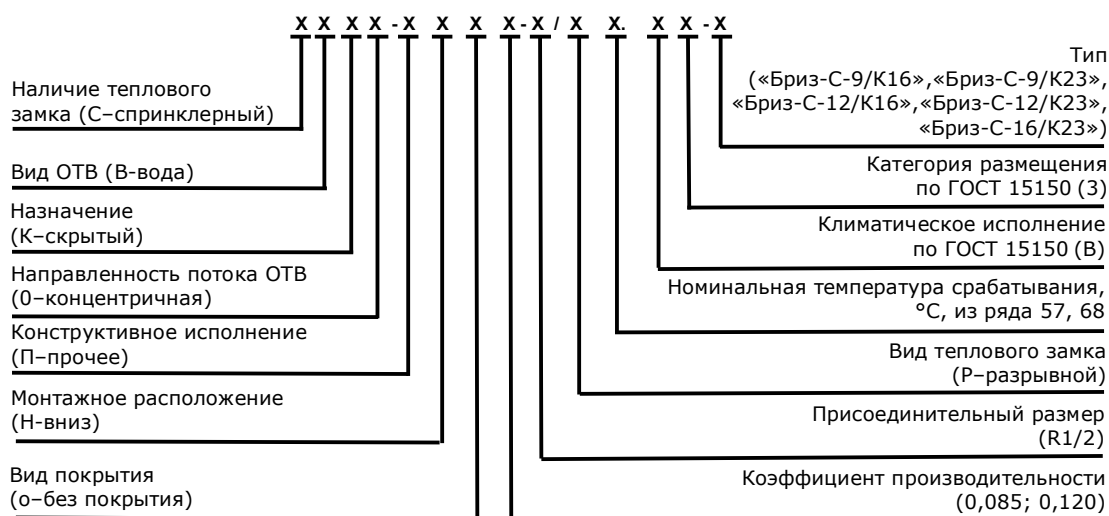 X X X X - X X X X - X / X X. X X - X
Наличие теплового
замка (С–спринклерный)
Вид ОТВ (В-вода)
Назначение
(К–скрытый)
Направленность потока ОТВ
(0–концентричная)
Конструктивное исполнение
(П–прочее)
Монтажное расположение
(Н-вниз)
Вид покрытия
(о–без покрытия)
Тип
(«Бриз-С-9/К16»,«Бриз-С-9/К23»,
«Бриз-С-12/К16»,«Бриз-С-12/К23»,
«Бриз-С-16/К23»)
Категория размещения
по ГОСТ 15150 (3)
Климатическое исполнение
по ГОСТ 15150 (В)
Номинальная температура срабатывания,
°С, из ряда 57, 68
Вид теплового замка
(Р–разрывной)
Присоединительный размер
(R1/2)
Коэффициент производительности
(0,085; 0,120)